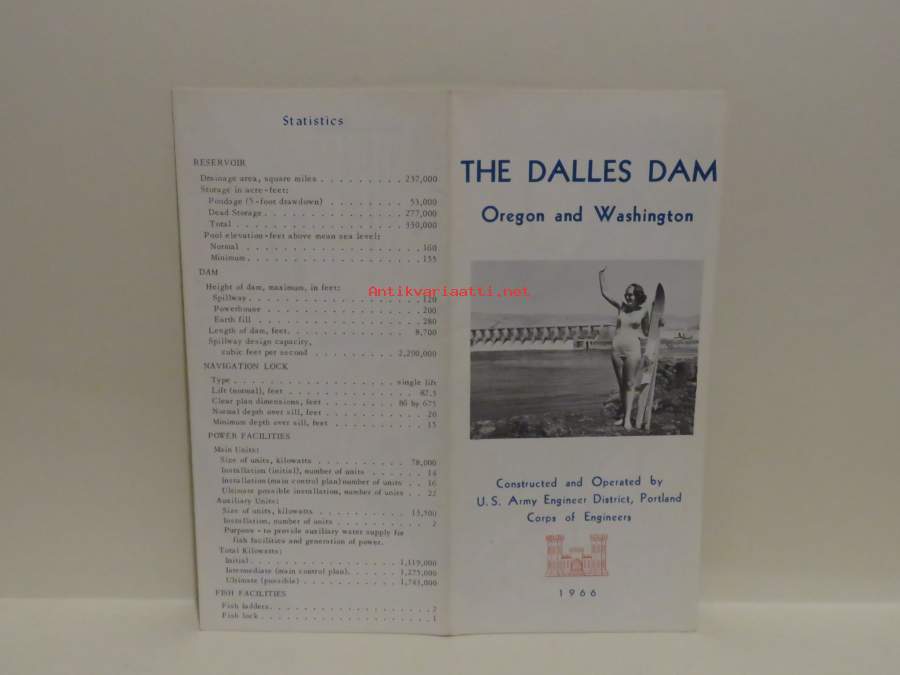 Statistics
RESERVOIR
Drainage area, square miles . . . . . . . . . 237,000
Storage in acre-feet:
Pondage (5-foot drawdown) . . . . . . . . 53,000
Dead Storage . . . . . . . . . . . . . . . . 277,000
Total . . . . . . . . . . . . . . . . . . . 330,000
Pool elevation-feet above mean sea level:
Normal . . . . . . . . . . . . . . . . . . . 160
Minimum . . . . . . . . . . . . . . . . . . 155
DAM
Height of dam, maximum, in feet:
Spillway . . . . . . . . . . . . . . . . . . 120
Powerhouse . . . . . . . . . . . . . . . . 200
Earth fill . . . . . . . . . . . . . . . . . 280
Length of dam, feet . . . . . . . . . . . . . 8,700
Spillway design capacity,
cubic feet per second . . . . . . . . . . 2,290,000
NAVIGATION LOCK
Type . . . . . . . . . . . . . . . . . single lift
Lift (normal), feet . . . . . . . . . . . . . . 87.5
Clear plan dimensions, feet . . . . . . . . 86 by 675
Normal depth over sill, feet . . . . . . . . . . . 20
Minimum depth over sill, feet . . . . . . . . . . 15
POWER FACILITIES
Main Units:
Size of units, kilowatts . . . . . . . . . . 78,000
Installation (initial), number of units . . . . . . 14
Installation (main control plan) number of units . . 16
Ultimate possible installation, number of units . . 22
Auxiliary Units:
Size of units, kilowatts . . . . . . . . . . 13,500
Installation, number of units . . . . . . . . . . 2
Purpose - to provide auxiliary water supply for
fish facilities and generation of power.
Total Kilowatts:
Initial . . . . . . . . . . . . . . . . . . 1,119,000
Intermediate (main control plan) . . . . . . 1,275,000
Ultimate (possible) . . . . . . . . . . . . 1,743,000
FISH FACILITIES
Fish ladders . . . . . . . . . . . . . . . . . . 2
Fish lock . . . . . . . . . . . . . . . . . . . . 1
THE DALLES DAM
Oregon and Washington
Antikvariaatti.net
Constructed and Operated by
U.S. Army Engineer District, Portland
Corps of Engineers
1966